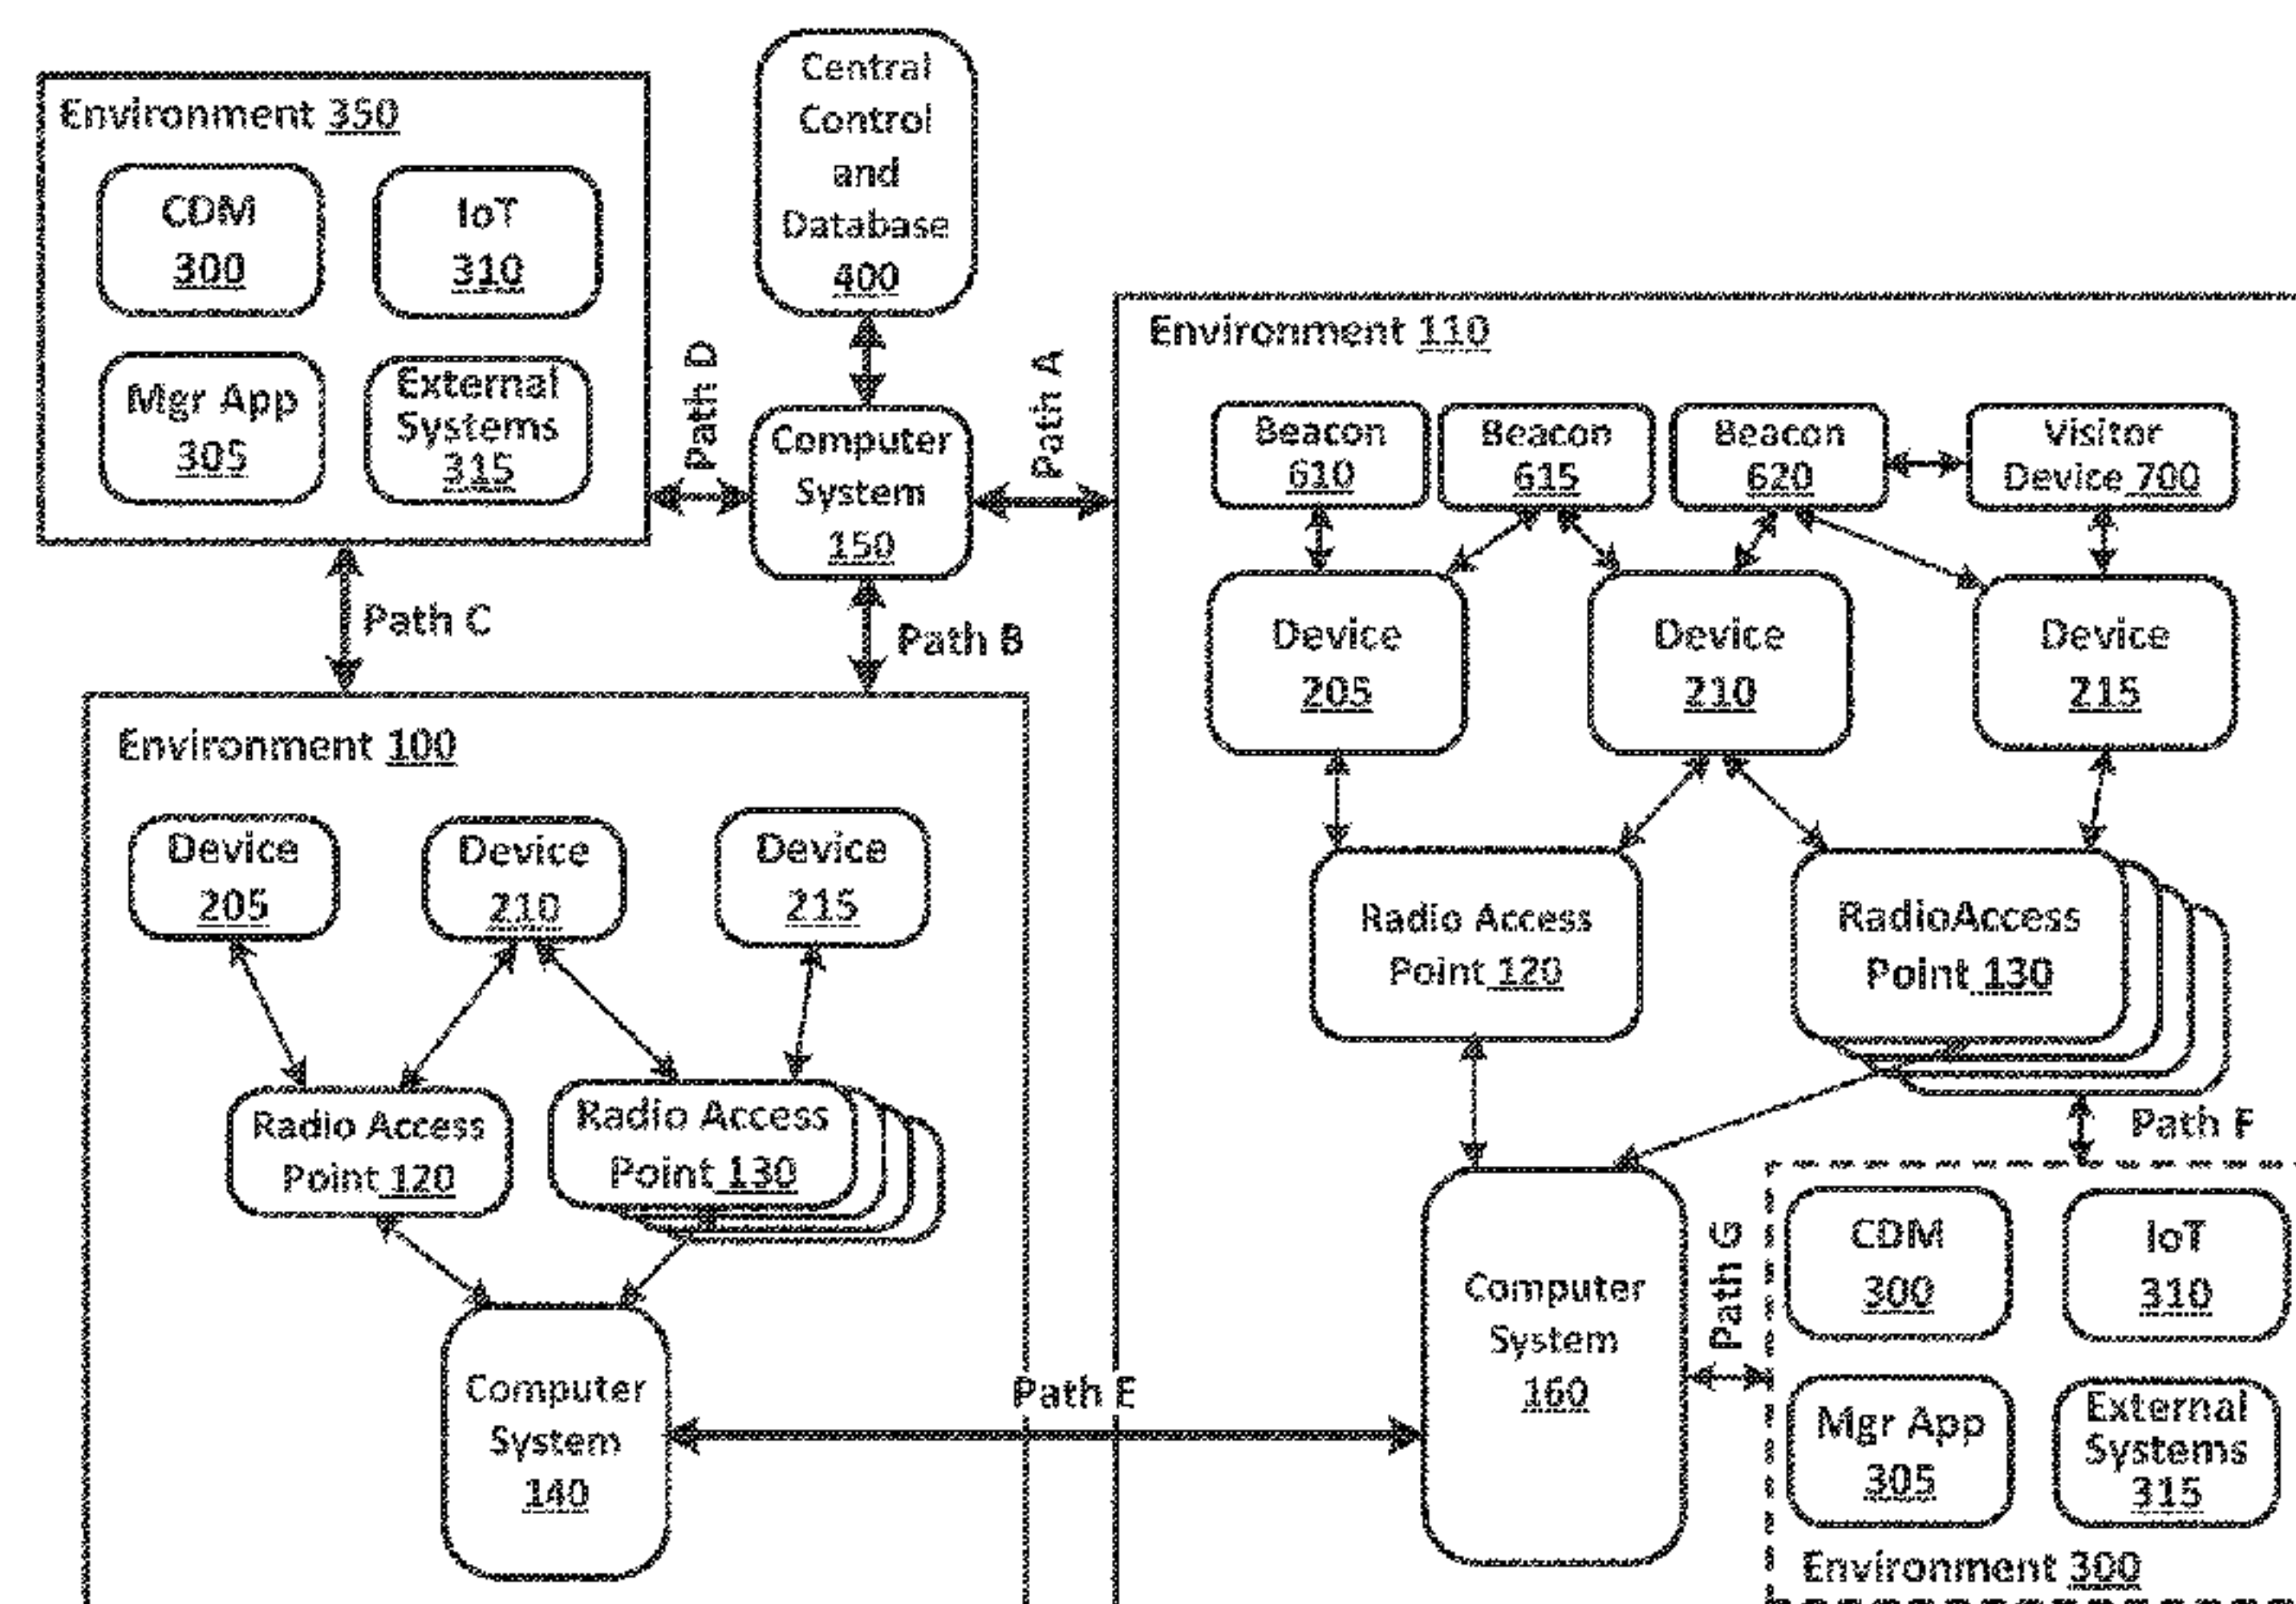 Environment 350
CDM
300
IoT
310
Mgr App
305
External
Systems
315
Central
Control
and
Database
400
Path D
Computer
System
150
Path A
Path C
Path B
Environment 100
Device
205
Device
210
Device
215
Radio Access
Point 120
Radio Access
Point 130
Computer
System
140
Path E
Environment 110
Beacon
610
Beacon
615
Beacon
620
Visitor
Device 700
Device
205
Device
210
Device
215
Radio Access
Point 120
RadioAccess
Point 130
Path F
Computer
System
160
Path G
CDM
300
IoT
310
Mgr App
305
External
Systems
315
Environment 300